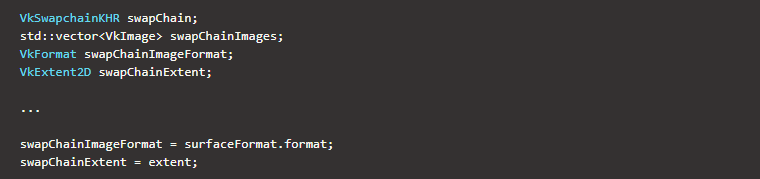 VkSwapchainKHR swapChain;
std::vector<VkImage> swapChainImages;
VkFormat swapChainImageFormat;
VkExtent2D swapChainExtent;
...
swapChainImageFormat = surfaceFormat.format;
swapChainExtent = extent;